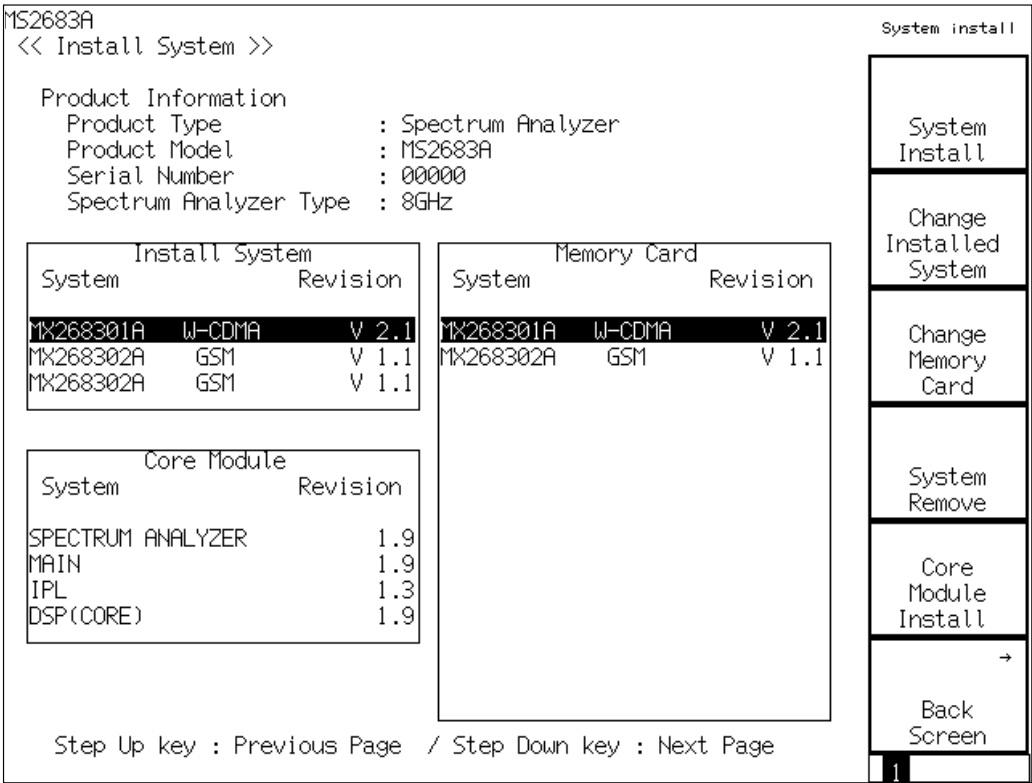 MS2683A
<< Install System >>
Product Information
Product Type : Spectrum Analyzer
Product Model : MS2683A
Serial Number : 00000
Spectrum Analyzer Type : 8GHz
Install System
System Revision
MX268301A W-CDMA V 2.1
MX268302A GSM V 1.1
MX268302A GSM V 1.1
Memory Card
System Revision
MX268301A W-CDMA V 2.1
MX268302A GSM V 1.1
Core Module
System Revision
SPECTRUM ANALYZER 1.9
MAIN 1.9
IPL 1.3
DSP(CORE) 1.9
Step Up key : Previous Page / Step Down key : Next Page
System install
System
Install
Change
Installed
System
Change
Memory
Card
System
Remove
Core
Module
Install
→
Back
Screen
1